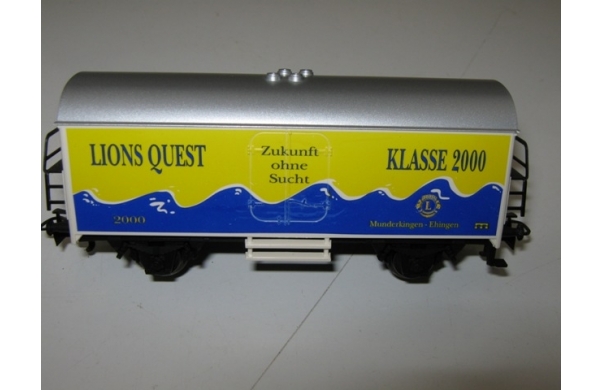 LIONS QUEST
Zukunft
ohne
Sucht
KLASSE 2000
2000
L
Munderkingen - Ehingen